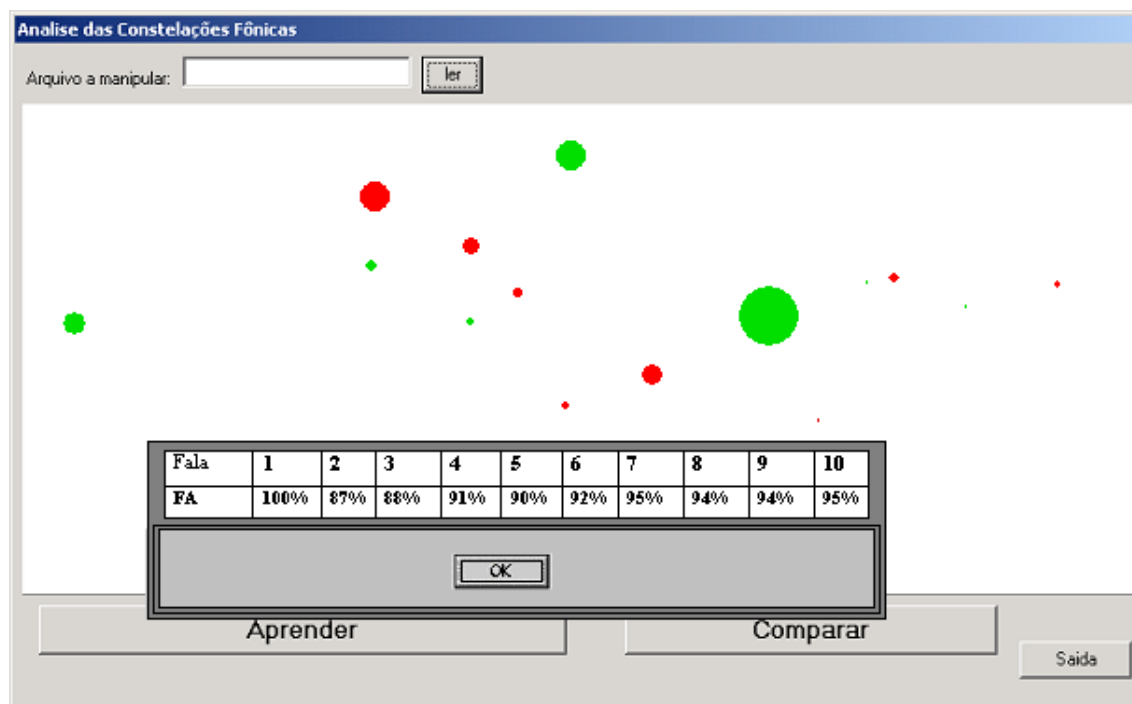 Analise das Constelações Fônicas
Arquivo a manipular: ler
Fala 1 2 3 4 5 6 7 8 9 10
FA 100% 87% 88% 91% 90% 92% 95% 94% 94% 95%
OK
Aprender Comparar
Saida